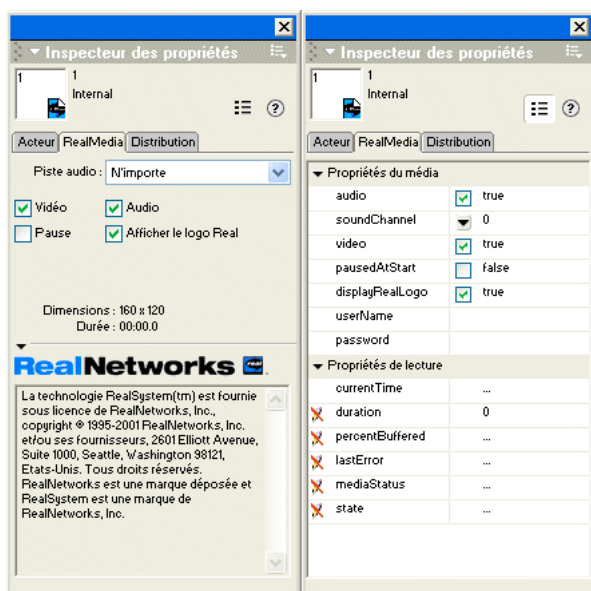 Inspecteur des propriétés
1
1
Internal
Acteur RealMedia Distribution
Piste audio : N'importe
Vidéo Audio
Pause Afficher le logo Real
Dimensions : 160 x 120
Durée : 00:00.0
RealNetworks real
La technologie RealSystem(tm) est fournie
sous licence de RealNetworks, Inc.,
copyright © 1995-2001 RealNetworks, Inc.
et/ou ses fournisseurs, 2601 Elliott Avenue,
Suite 1000, Seattle, Washington 98121,
Etats-Unis. Tous droits réservés.
RealNetworks est une marque déposée et
RealSystem est une marque de
RealNetworks, Inc.
Inspecteur des propriétés
1
1
Internal
Acteur RealMedia Distribution
Propriétés du média
audio true
soundChannel 0
video true
pausedAtStart false
displayRealLogo true
userName
password
Propriétés de lecture
currentTime ...
duration 0
percentBuffered ...
lastError ...
mediaStatus ...
state ...